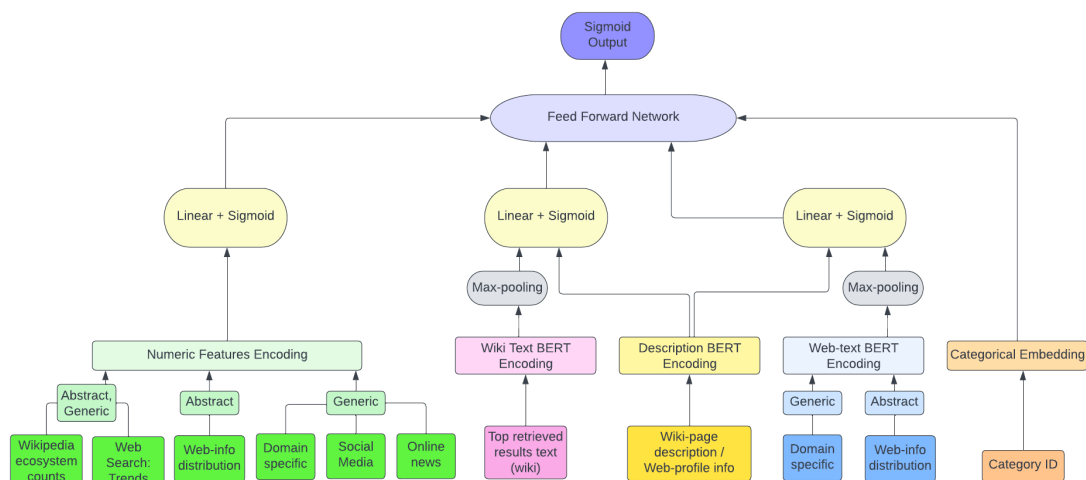 Sigmoid
Output
Feed Forward Network
Linear + Sigmoid
Linear + Sigmoid
Linear + Sigmoid
Max-pooling
Max-pooling
Numeric Features Encoding
Wiki Text BERT
Encoding
Description BERT
Encoding
Web-text BERT
Encoding
Categorical Embedding
Abstract,
Generic
Abstract
Generic
Generic
Abstract
Wikipedia
ecosystem
counts
Web
Search:
Trends
Web-info
distribution
Domain
specific
Social
Media
Online
news
Top retrieved
results text
(wiki)
Wiki-page
description /
Web-profile info
Domain
specific
Web-info
distribution
Category ID